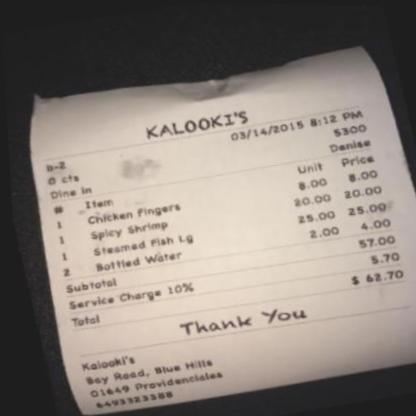 KALOOKI'S
03/14/2015 8:12 PM
b-2 5300
0 cts Denise
Dine in
# Item Unit Price
1 Chicken Fingers 8.00 8.00
1 Spicy Shrimp 20.00 20.00
1 Steamed Fish Lg 25.00 25.00
2 Bottled Water 2.00 4.00
Subtotal 57.00
Service Charge 10% 5.70
Total $ 62.70
Thank You
Kalooki's
Bay Road, Blue Hills
01649 Providenciales
6493323388